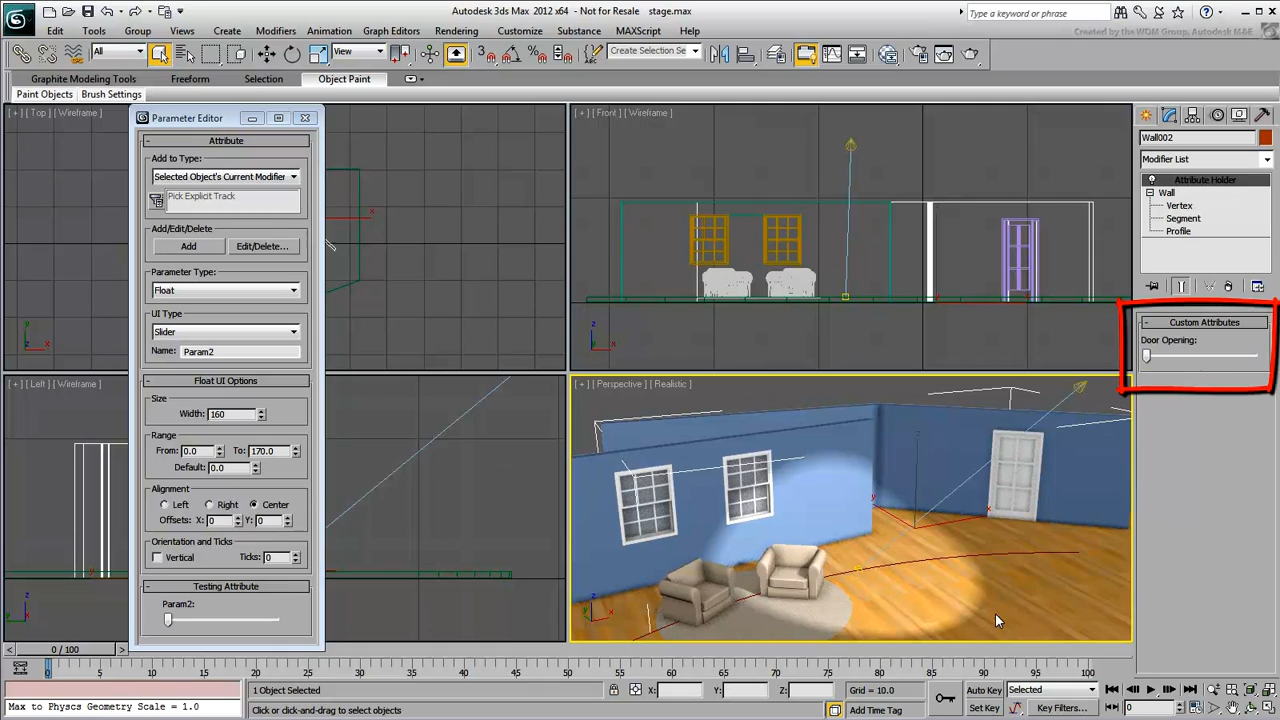 Autodesk 3ds Max 2012 x64 - Not for Resale stage.max
Type a keyword or phrase
Edit Tools Group Views Create Modifiers Animation Graph Editors Rendering Customize Substance MAXScript Help
Created by the WDM Group, Autodesk M&E
All View Create Selection Se
Graphite Modeling Tools Freeform Selection Object Paint
Paint Objects Brush Settings
[ + ] [ Top ] [ Wireframe ]
x
z
x
Parameter Editor
Attribute
Add to Type:
Selected Object's Current Modifier
Pick Explicit Track
Add/Edit/Delete:
Add Edit/Delete...
Parameter Type:
Float
UI Type
Slider
Name: Param2
Float UI Options
Size
Width: 160
Range
From: 0.0 To: 170.0
Default: 0.0
Alignment
Left Right Center
Offsets: X: 0 Y: 0
Orientation and Ticks
Vertical Ticks: 0
Testing Attribute
Param2:
[ + ] [ Front ] [ Wireframe ]
z
x
[ + ] [ Left ] [ Wireframe ]
z
y
[ + ] [ Perspective ] [ Realistic ]
z
x
Wall002
Modifier List
Attribute Holder
Wall
Vertex
Segment
Profile
Custom Attributes
Door Opening:
0 / 100
0 5 10 15 20 25 30 35 40 45 50 55 60 65 70 75 80 85 90 95 100
1 Object Selected X: Y: Z: Grid = 10.0 Auto Key Selected
Max to Physics Geometry Scale = 1.0 Click or click-and-drag to select objects Add Time Tag Set Key Key Filters... 0